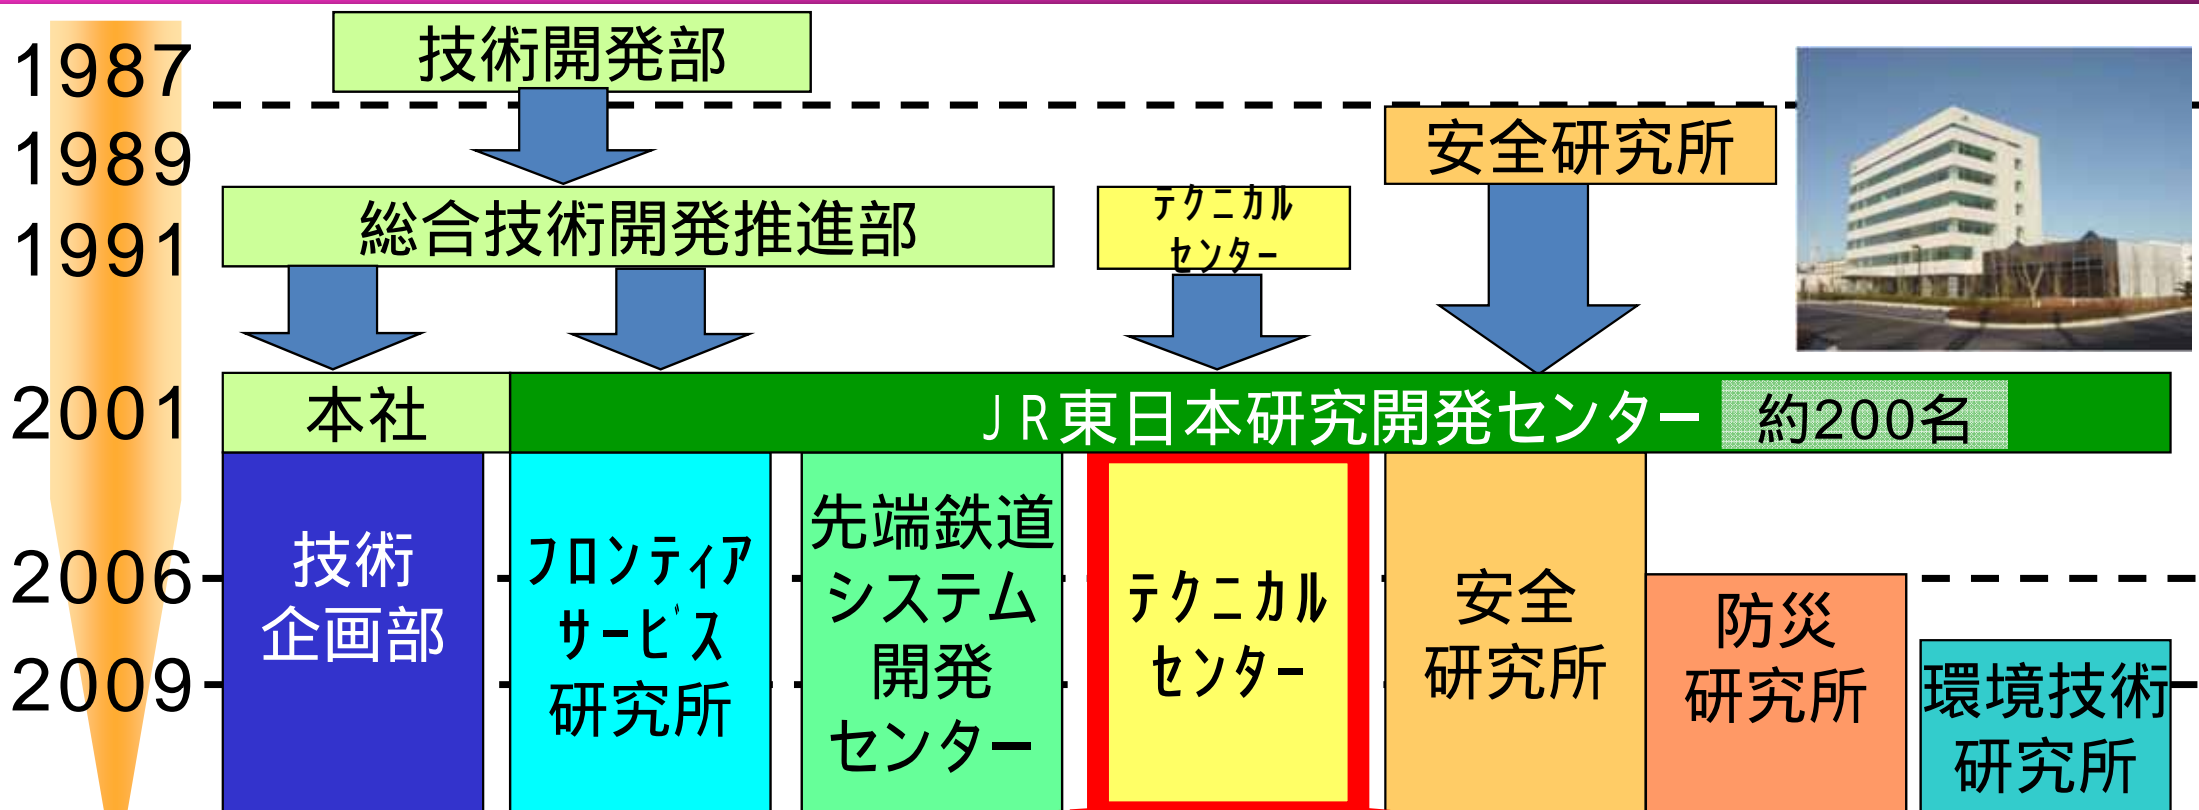 1987
技術開発部
1989
安全研究所
1991
総合技術開発推進部
テクニカル
センター
2001
本社
JR東日本研究開発センター
約200名
2006
2009
技術
企画部
フロンティア
サービス
研究所
先端鉄道
システム
開発
センター
テクニカル
センター
安全
研究所
防災
研究所
環境技術
研究所